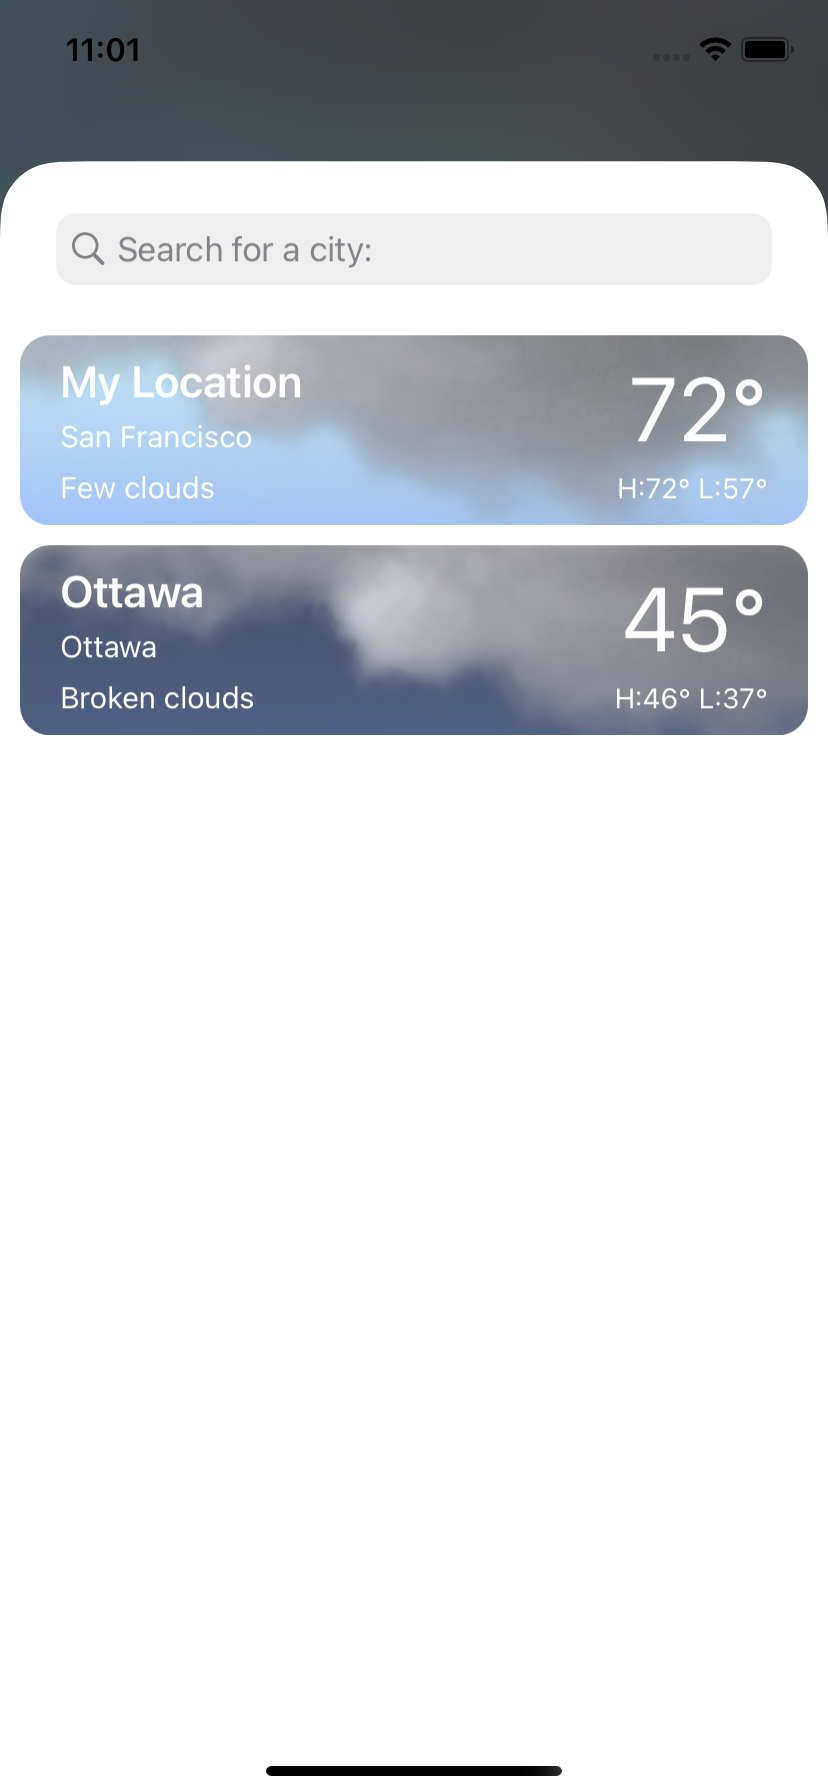 11:01
Search for a city:
My Location
72°
San Francisco
Few clouds
H:72° L:57°
Ottawa
45°
Ottawa
Broken clouds
H:46° L:37°